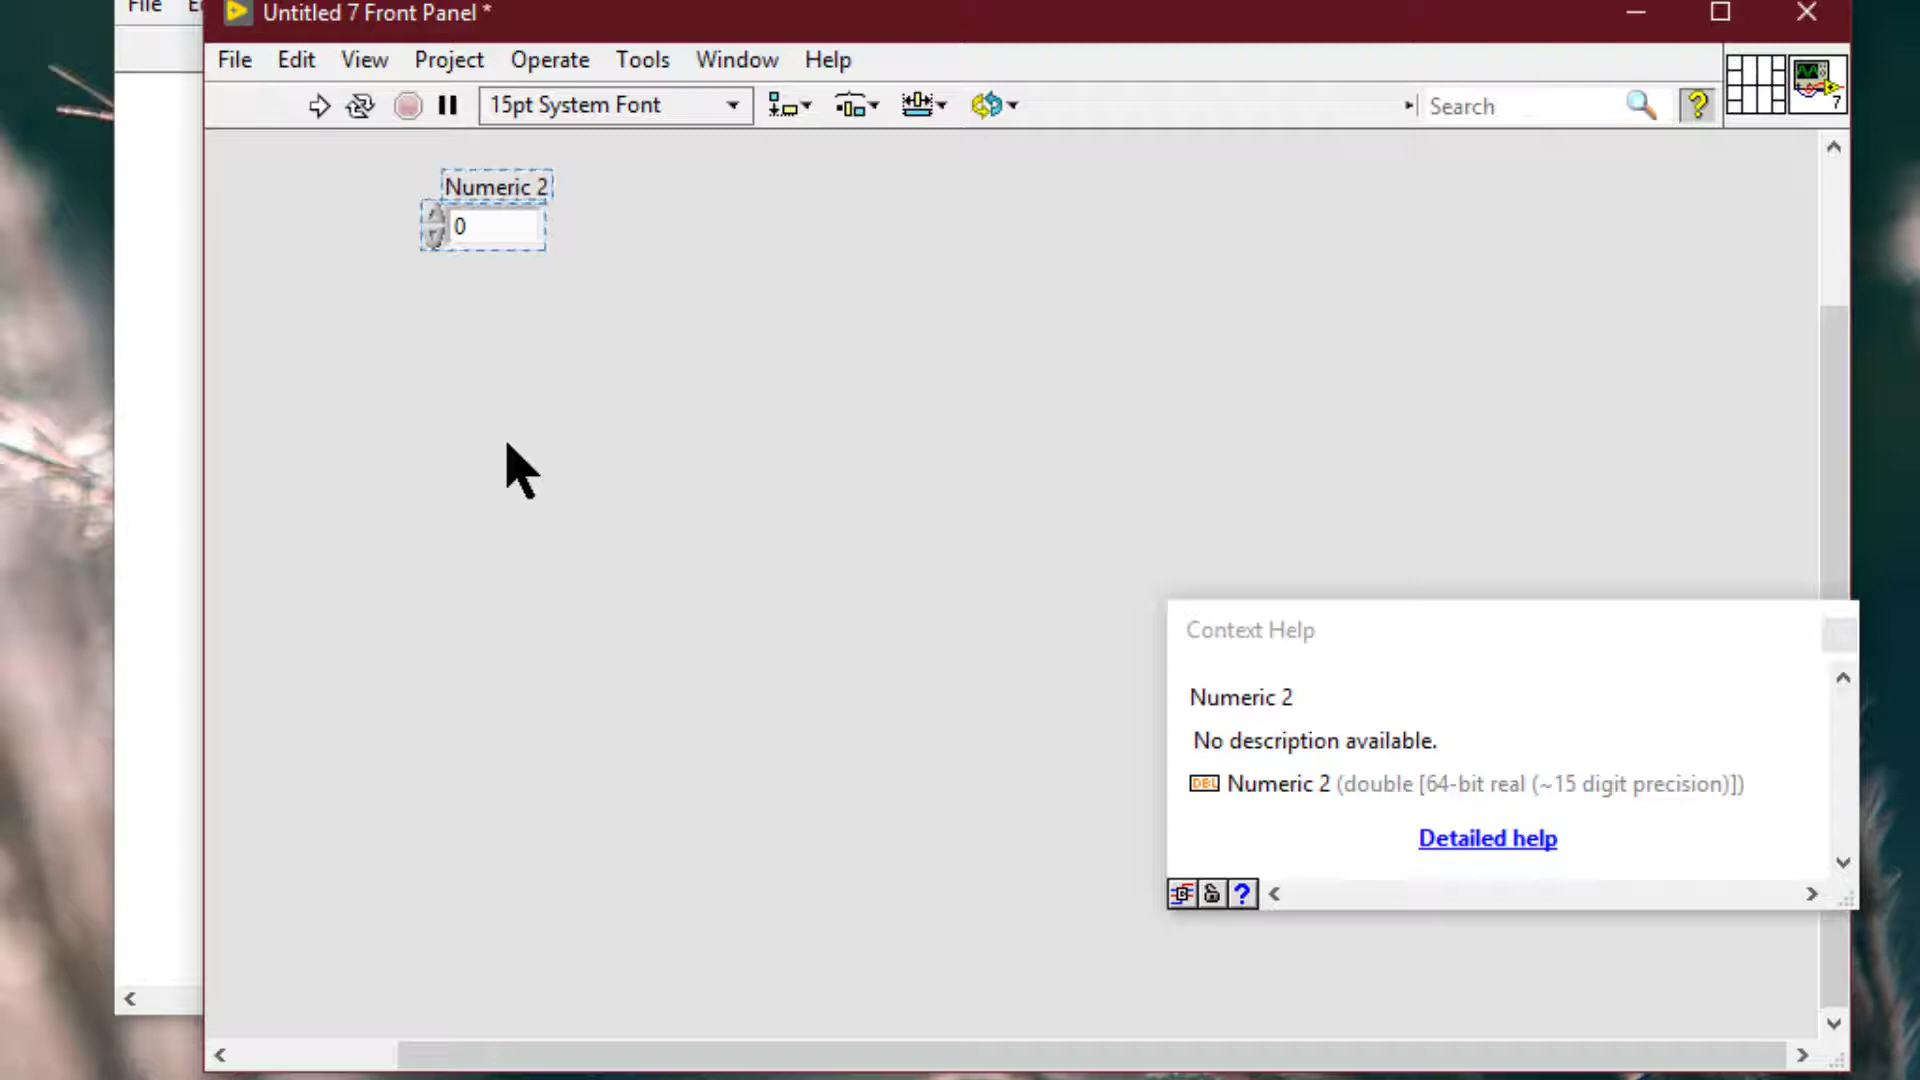 File
Untitled 7 Front Panel *
File Edit View Project Operate Tools Window Help
15pt System Font
Search
7
Numeric 2
0
Context Help
Numeric 2
No description available.
DBL Numeric 2 (double [64-bit real (~15 digit precision)])
Detailed help